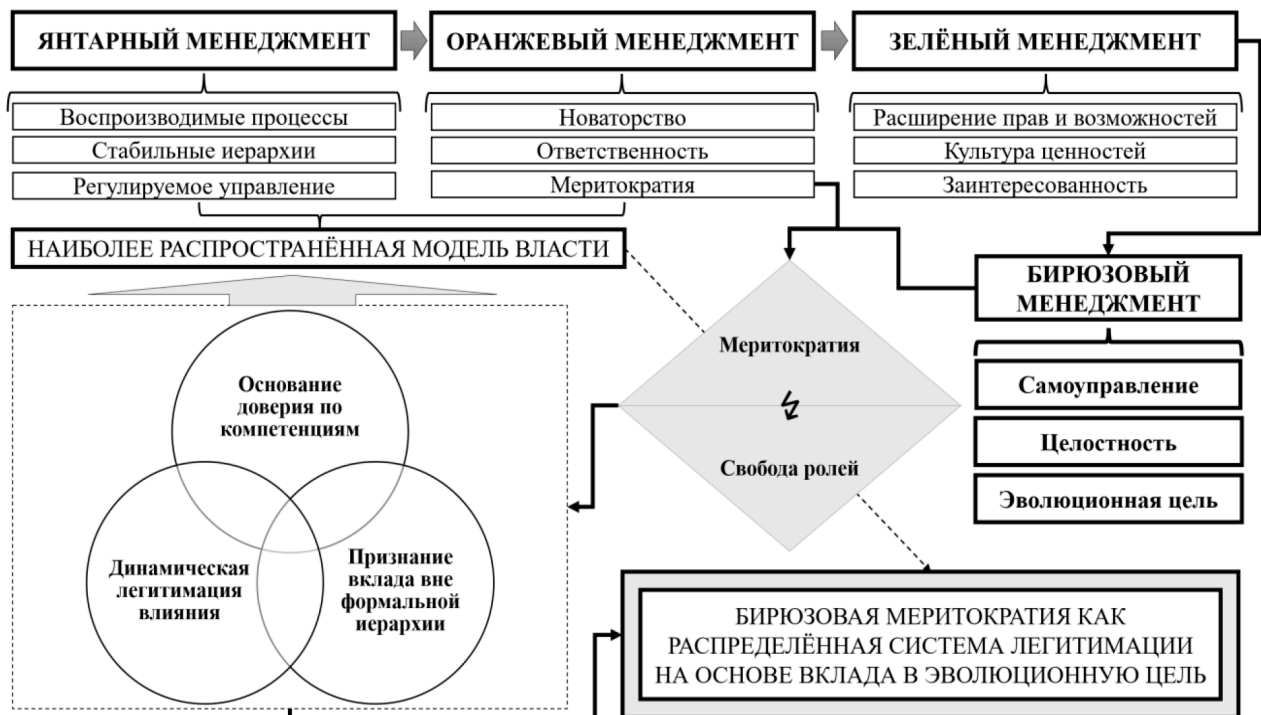 ЯНТАРНЫЙ МЕНЕДЖМЕНТ
ОРАНЖЕВЫЙ МЕНЕДЖМЕНТ
ЗЕЛЁНЫЙ МЕНЕДЖМЕНТ
Воспроизводимые процессы
Стабильные иерархии
Регулируемое управление
Новаторство
Ответственность
Меритократия
Расширение прав и возможностей
Культура ценностей
Заинтересованность
НАИБОЛЕЕ РАСПРОСТРАНЁННАЯ МОДЕЛЬ ВЛАСТИ
БИРЮЗОВЫЙ
МЕНЕДЖМЕНТ
Самоуправление
Целостность
Эволюционная цель
Меритократия
Свобода ролей
Основание
доверия по
компетенциям
Динамическая
легитимация
влияния
Признание
вклада вне
формальной
иерархии
БИРЮЗОВАЯ МЕРИТОКРАТИЯ КАК
РАСПРЕДЕЛЁННАЯ СИСТЕМА ЛЕГИТИМАЦИИ
НА ОСНОВЕ ВКЛАДА В ЭВОЛЮЦИОННУЮ ЦЕЛЬ